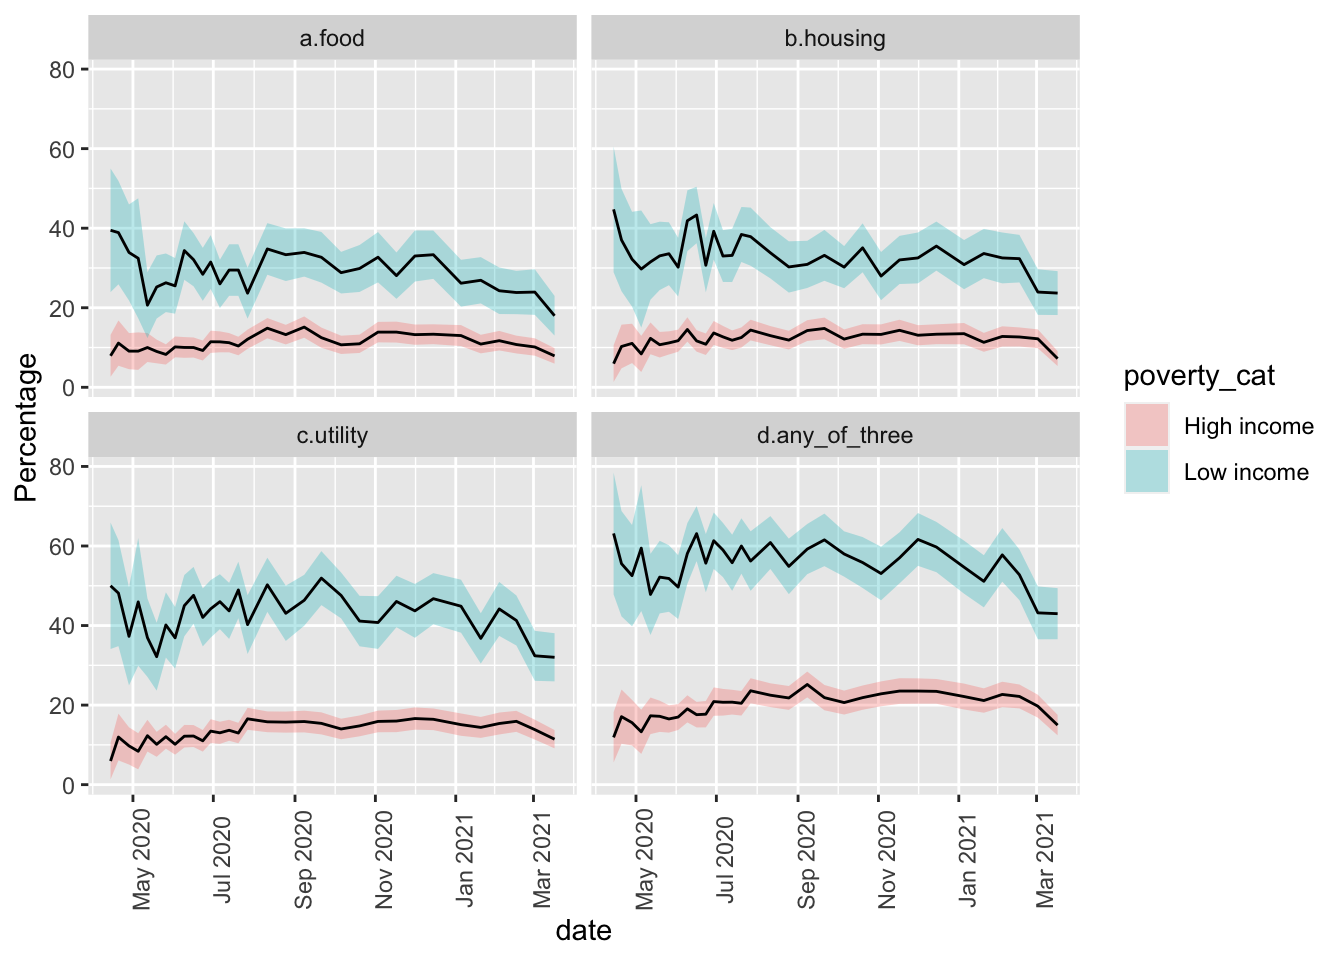 a.food
b.housing
80
60
40
20
0
c.utility
d.any_of_three
80
60
40
20
0
Percentage
May 2020
Jul 2020
Sep 2020
Nov 2020
Jan 2021
Mar 2021
May 2020
Jul 2020
Sep 2020
Nov 2020
Jan 2021
Mar 2021
date
poverty_cat
High income
Low income